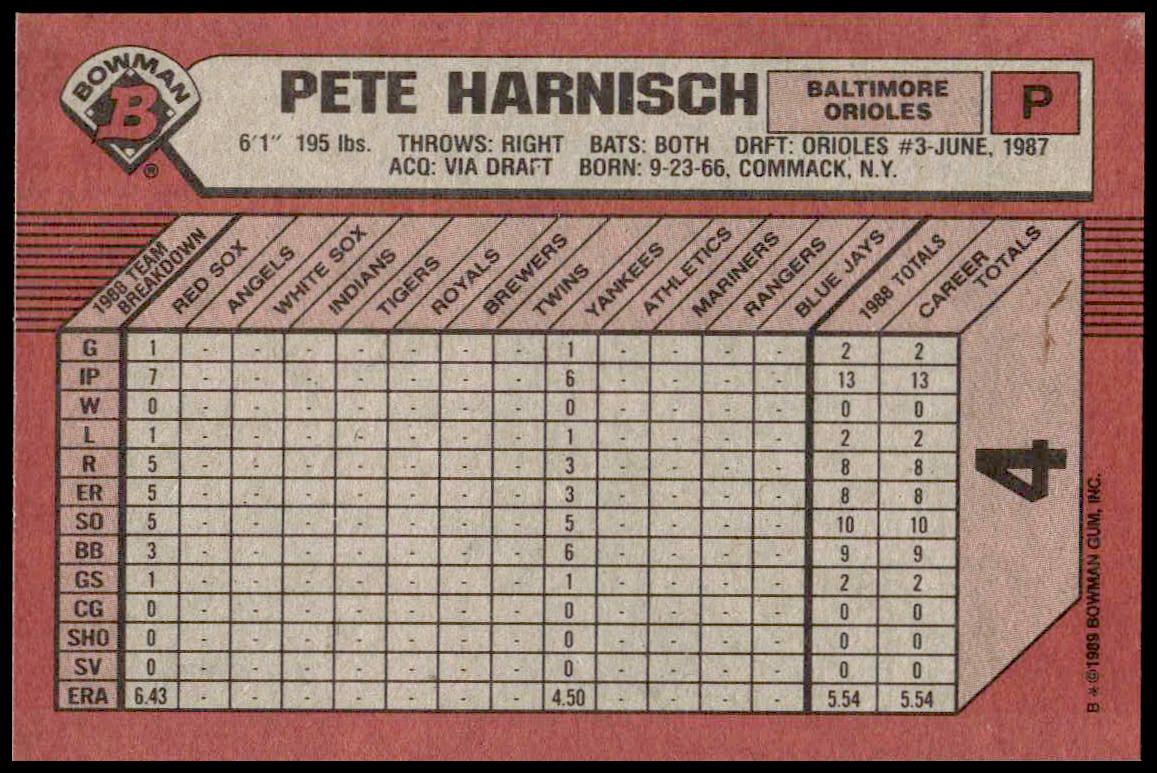 BOWMAN
B
®
PETE HARNISCH
BALTIMORE
ORIOLES
P
6'1" 195 lbs. THROWS: RIGHT BATS: BOTH DRFT: ORIOLES #3-JUNE, 1987
ACQ: VIA DRAFT BORN: 9-23-66, COMMACK, N.Y.
1988 TEAM BREAKDOWN RED SOX ANGELS WHITE SOX INDIANS TIGERS ROYALS BREWERS TWINS YANKEES ATHLETICS MARINERS RANGERS BLUE JAYS 1988 TOTALS CAREER TOTALS
G 1 - - - - - - - 1 - - - - 2 2
IP 7 - - - - - - - 6 - - - - 13 13
W 0 - - - - - - - 0 - - - - 0 0
L 1 - - - - - - - 1 - - - - 2 2
R 5 - - - - - - - 3 - - - - 8 8
ER 5 - - - - - - - 3 - - - - 8 8
SO 5 - - - - - - - 5 - - - - 10 10
BB 3 - - - - - - - 6 - - - - 9 9
GS 1 - - - - - - - 1 - - - - 2 2
CG 0 - - - - - - - 0 - - - - 0 0
SHO 0 - - - - - - - 0 - - - - 0 0
SV 0 - - - - - - - 0 - - - - 0 0
ERA 6.43 - - - - - - - 4.50 - - - - 5.54 5.54
4
B * ©1989 BOWMAN GUM, INC.